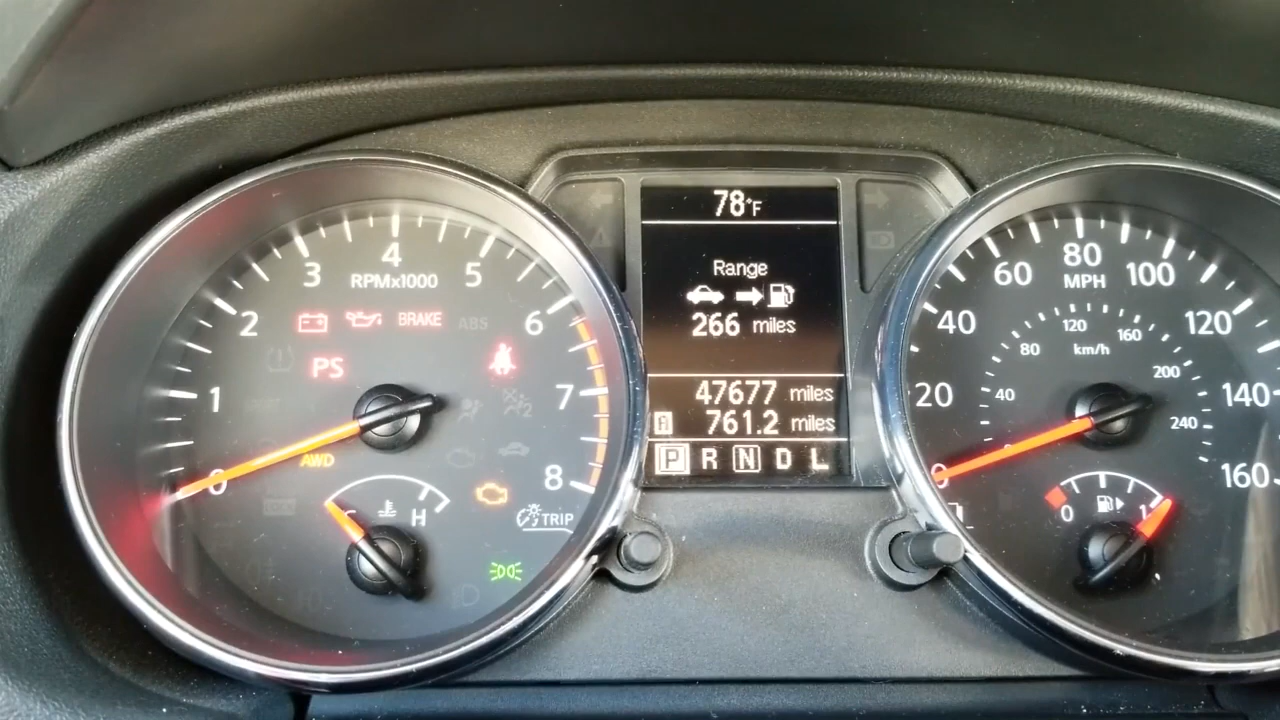 0
1
2
3
4
5
6
7
8
RPMx1000
BRAKE
ABS
PS
AWD
C
H
TRIP
78°F
Range
266 miles
47677 miles
A 761.2 miles
P R N D L
0
20
40
60
80
100
120
140
160
MPH
40
80
120
160
200
240
km/h
0
1